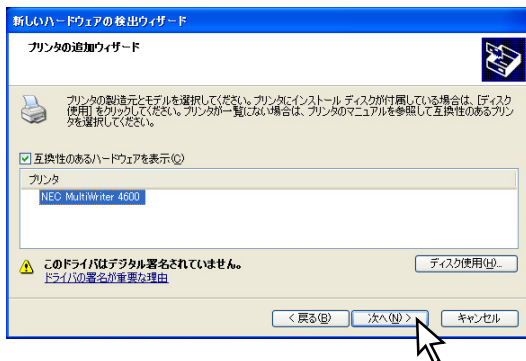 新しいハードウェアの検出ウィザード
プリンタの追加ウィザード
プリンタの製造元とモデルを選択してください。プリンタにインストール ディスクが付属している場合は、[ディスク
使用] をクリックしてください。プリンタが一覧にない場合は、プリンタのマニュアルを参照して互換性のあるプリン
タを選択してください。
互換性のあるハードウェアを表示(C)
プリンタ
NEC MultiWriter 4600
このドライバはデジタル署名されていません。
ディスク使用(H)...
ドライバの署名が重要な理由
< 戻る(B)
次へ(N) >
キャンセル